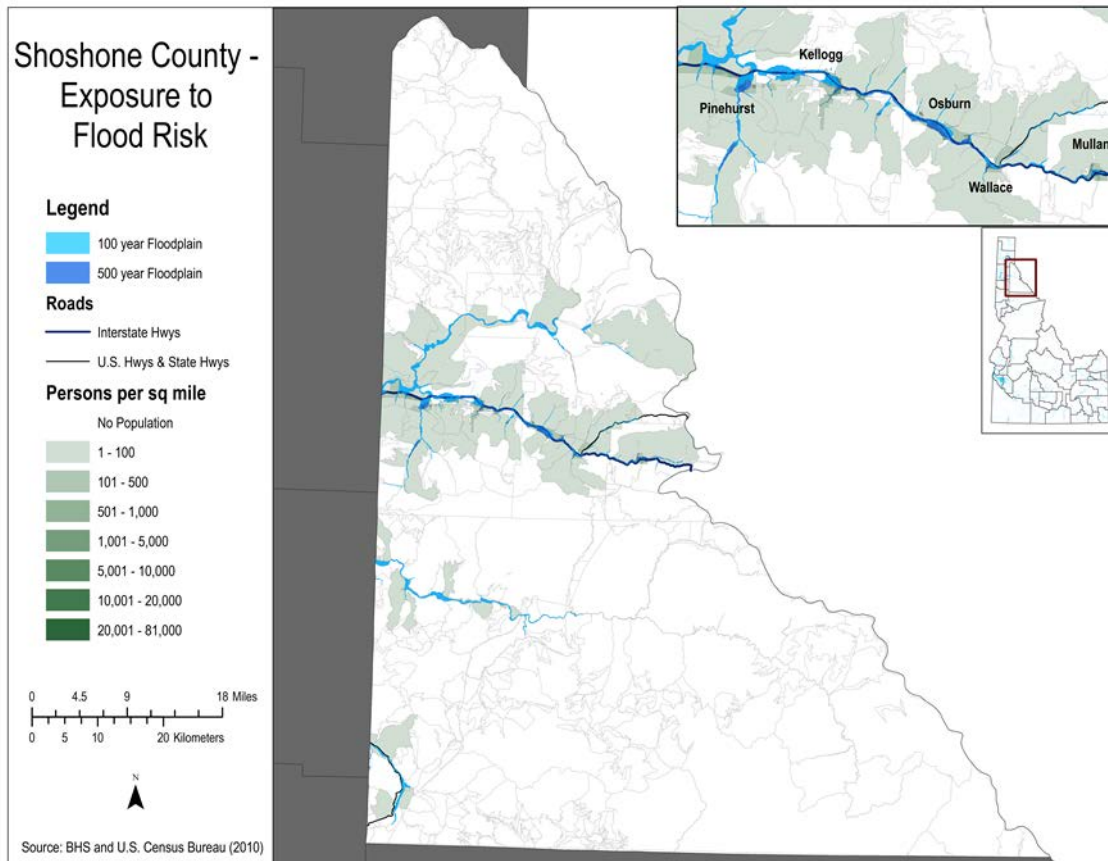 Shoshone County -
Exposure to
Flood Risk
Legend
100 year Floodplain
500 year Floodplain
Roads
Interstate Hwys
U.S. Hwys & State Hwys
Persons per sq mile
No Population
1 - 100
101 - 500
501 - 1,000
1,001 - 5,000
5,001 - 10,000
10,001 - 20,000
20,001 - 81,000
0 4.5 9 18 Miles
0 5 10 20 Kilometers
N
Source: BHS and U.S. Census Bureau (2010)
Kellogg
Pinehurst
Osburn
Mullan
Wallace